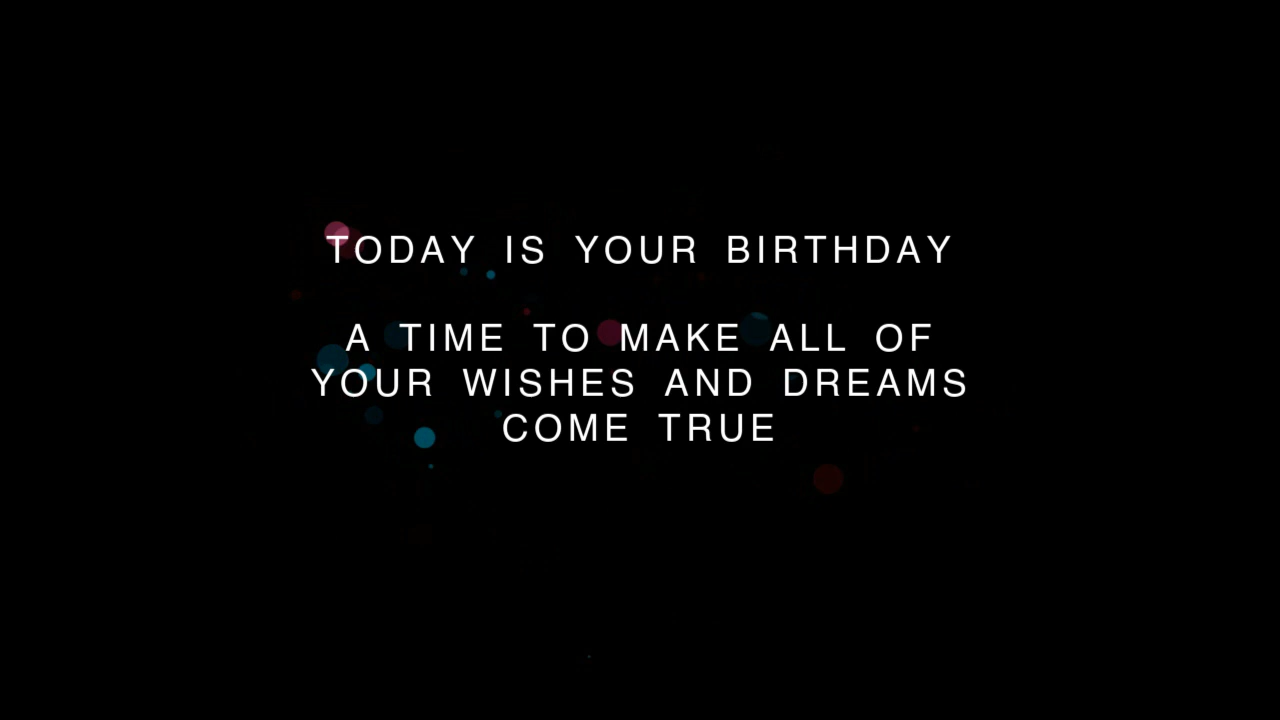 TODAY IS YOUR BIRTHDAY
A TIME TO MAKE ALL OF
YOUR WISHES AND DREAMS
COME TRUE